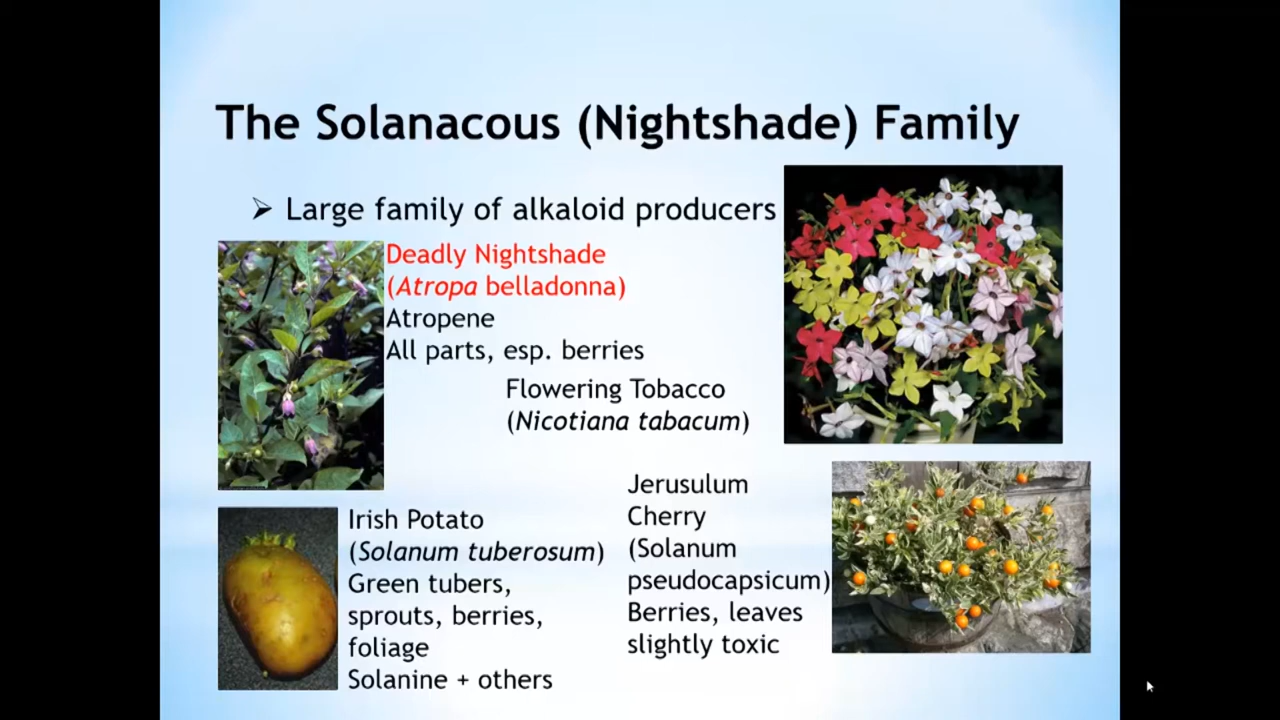 The Solanacous (Nightshade) Family
➢ Large family of alkaloid producers
Deadly Nightshade
(Atropa belladonna)
Atropene
All parts, esp. berries
Flowering Tobacco
(Nicotiana tabacum)
Jerusulum
Cherry
(Solanum
pseudocapsicum)
Berries, leaves
slightly toxic
Irish Potato
(Solanum tuberosum)
Green tubers,
sprouts, berries,
foliage
Solanine + others